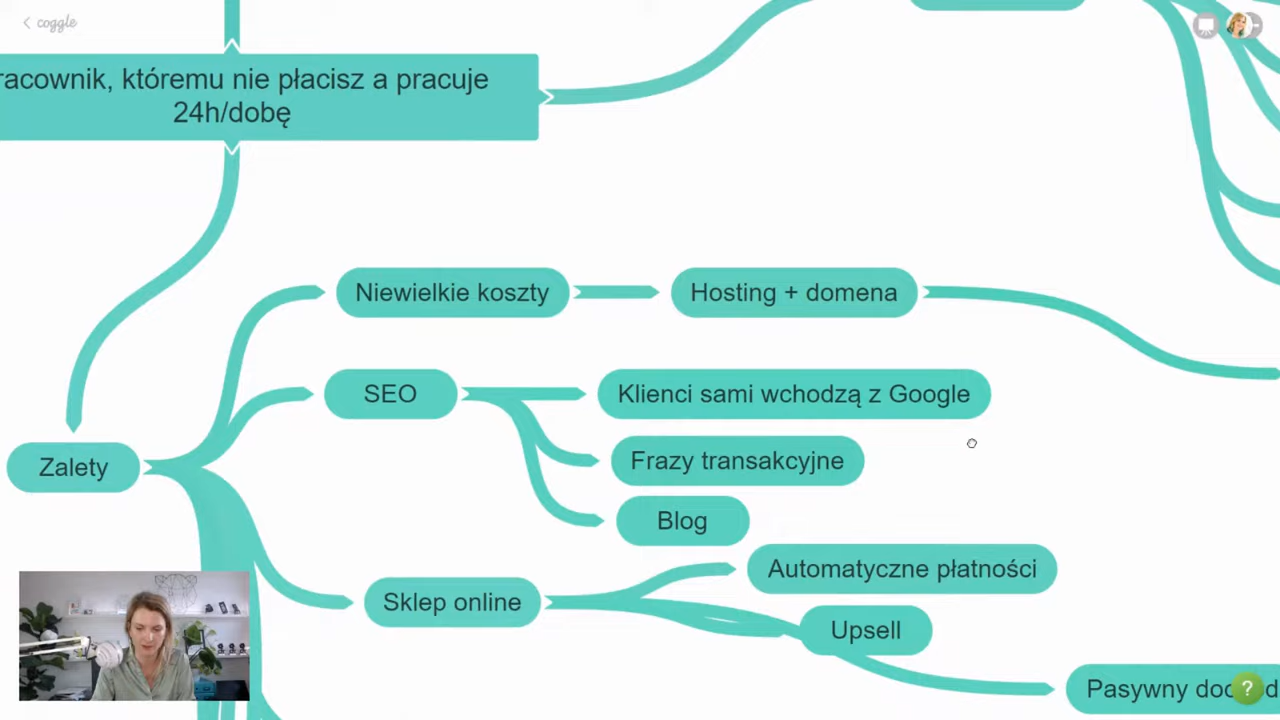 coggle
racownik, któremu nie płacisz a pracuje
24h/dobę
Niewielkie koszty
Hosting + domena
SEO
Klienci sami wchodzą z Google
Zalety
Frazy transakcyjne
Blog
Automatyczne płatności
Sklep online
Upsell
Pasywny
?